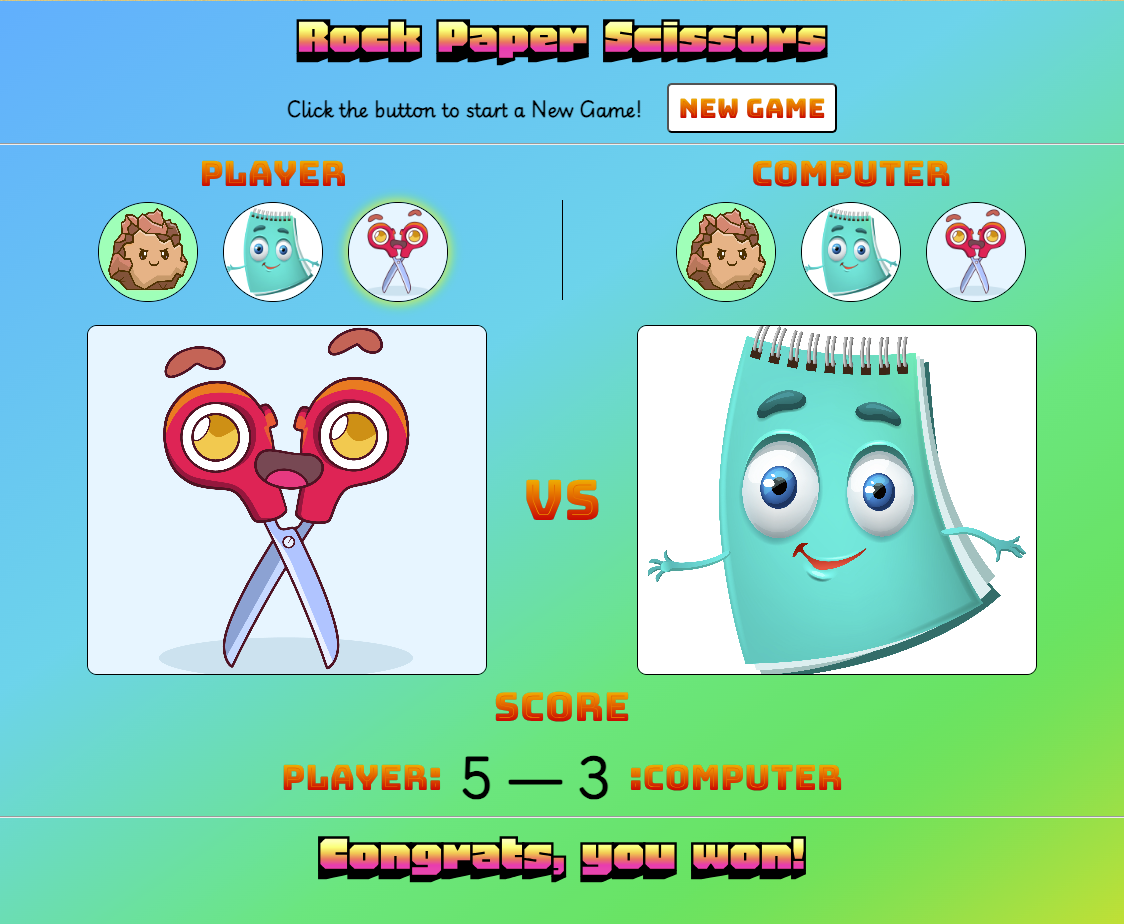 Rock Paper Scissors
Click the button to start a New Game!
NEW GAME
PLAYER
COMPUTER
VS
SCORE
PLAYER: 5 — 3 :COMPUTER
Congrats, you won!